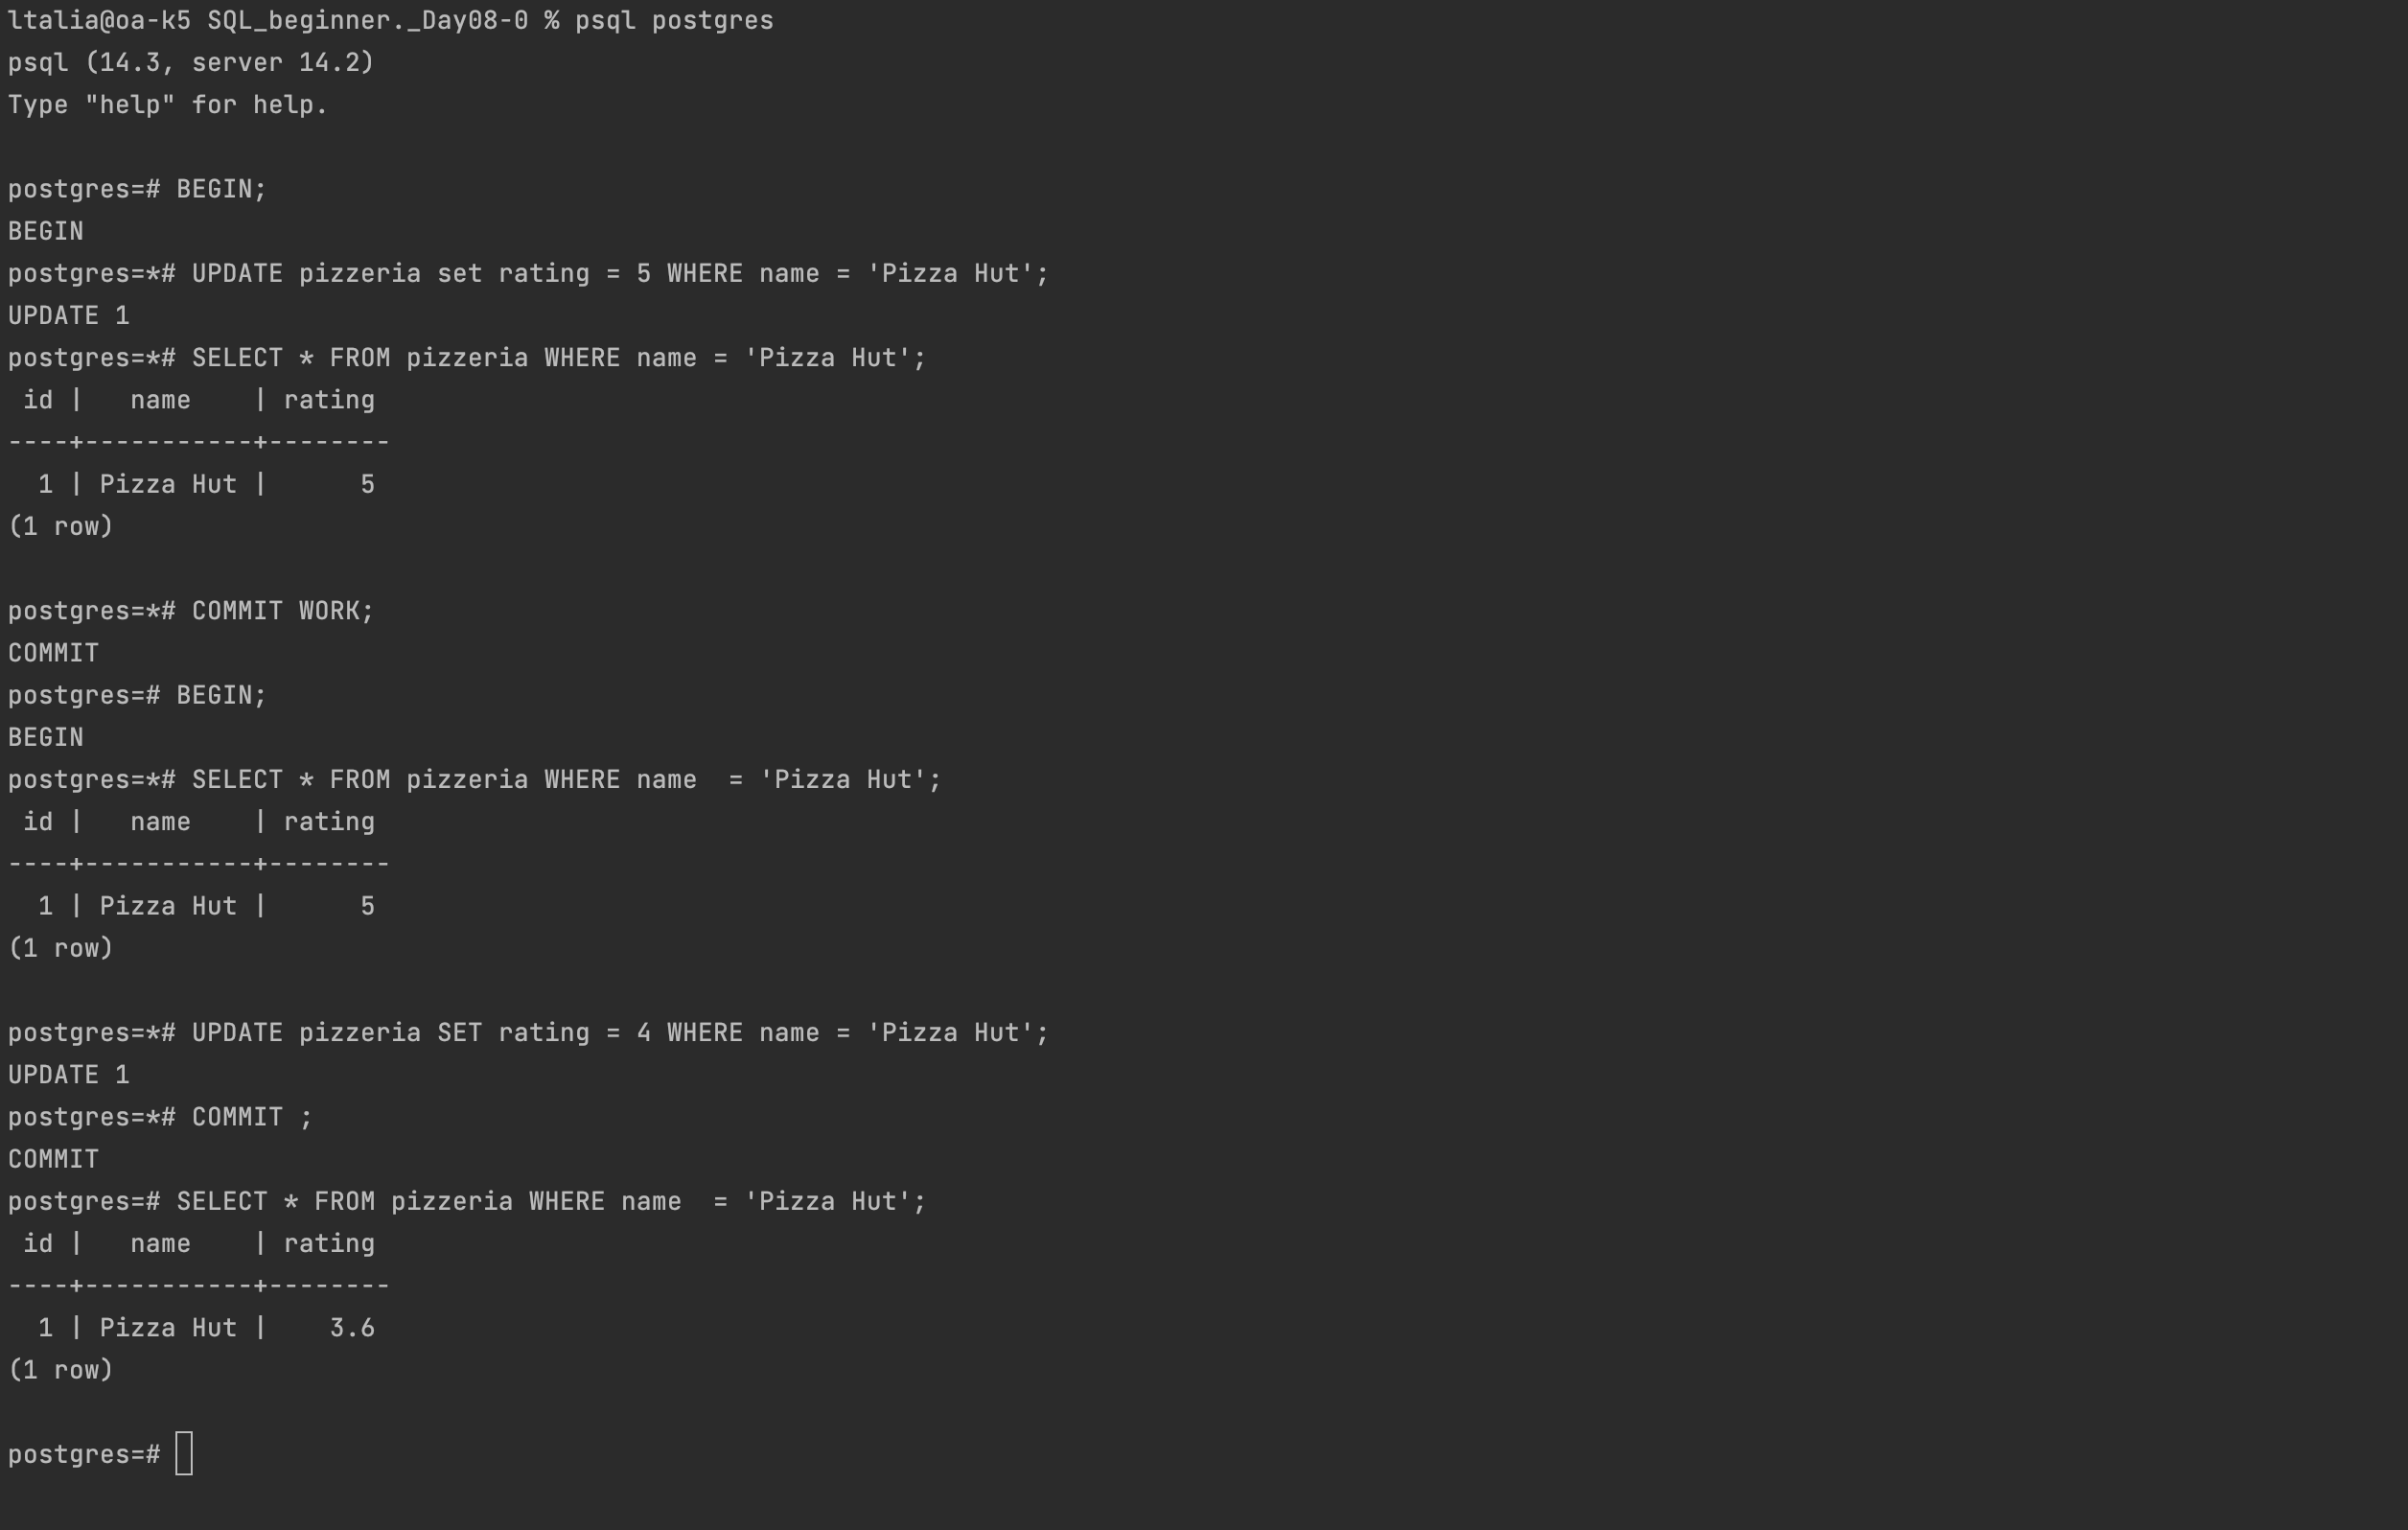 ltalia@oa-k5 SQL_beginner._Day08-0 % psql postgres
psql (14.3, server 14.2)
Type "help" for help.

postgres=# BEGIN;
BEGIN
postgres=*# UPDATE pizzeria set rating = 5 WHERE name = 'Pizza Hut';
UPDATE 1
postgres=*# SELECT * FROM pizzeria WHERE name = 'Pizza Hut';
 id |   name    | rating
----+-----------+--------
  1 | Pizza Hut |      5
(1 row)

postgres=*# COMMIT WORK;
COMMIT
postgres=# BEGIN;
BEGIN
postgres=*# SELECT * FROM pizzeria WHERE name  = 'Pizza Hut';
 id |   name    | rating
----+-----------+--------
  1 | Pizza Hut |      5
(1 row)

postgres=*# UPDATE pizzeria SET rating = 4 WHERE name = 'Pizza Hut';
UPDATE 1
postgres=*# COMMIT ;
COMMIT
postgres=# SELECT * FROM pizzeria WHERE name  = 'Pizza Hut';
 id |   name    | rating
----+-----------+--------
  1 | Pizza Hut |    3.6
(1 row)

postgres=#